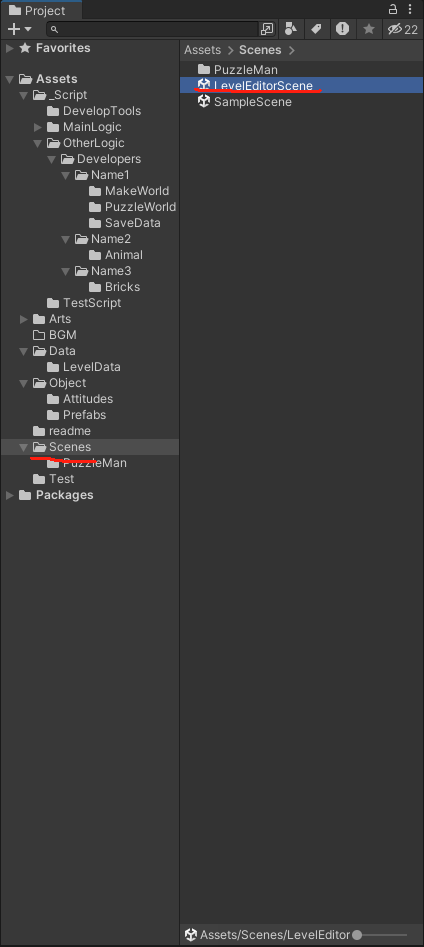 Project
22
Favorites
Assets
_Script
DevelopTools
MainLogic
OtherLogic
Developers
Name1
MakeWorld
PuzzleWorld
SaveData
Name2
Animal
Name3
Bricks
TestScript
Arts
BGM
Data
LevelData
Object
Attitudes
Prefabs
readme
Scenes
PuzzleMan
Test
Packages
Assets > Scenes >
PuzzleMan
LevelEditorScene
SampleScene
Assets/Scenes/LevelEditor